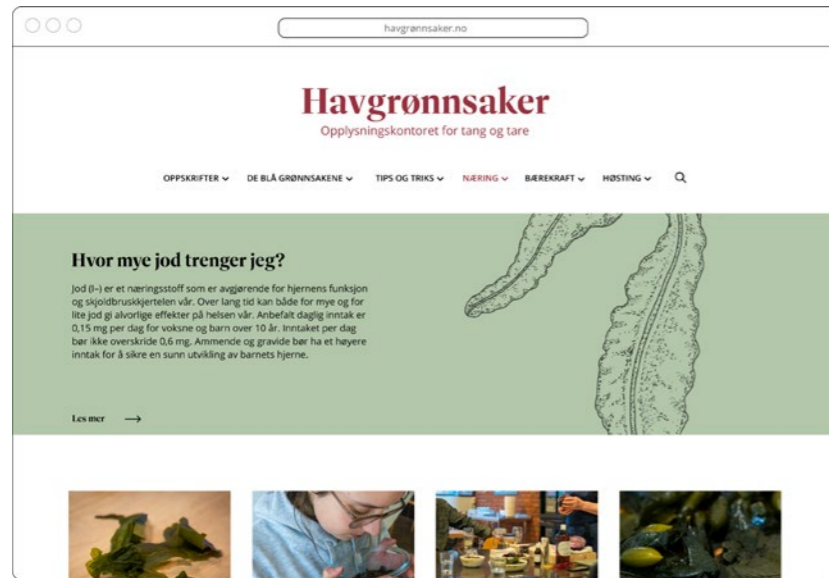 havgrønnsaker.no
Havgrønnsaker
Opplysningskontoret for tang og tare
OPPSKRIFTER DE BLÅ GRØNNSAKENE TIPS OG TRIKS NÆRING BÆREKRAFT HØSTING
Hvor mye jod trenger jeg?
Jod (I–) er et næringsstoff som er avgjørende for hjernens funksjon
og skjoldbruskkjertelen vår. Over lang tid kan både for mye og for
lite jod gi alvorlige effekter på helsen vår. Anbefalt daglig inntak er
0,15 mg per dag for voksne og barn over 10 år. Inntaket per dag
bør ikke overskride 0,6 mg. Ammende og gravide bør ha et høyere
inntak for å sikre en sunn utvikling av barnets hjerne.
Les mer